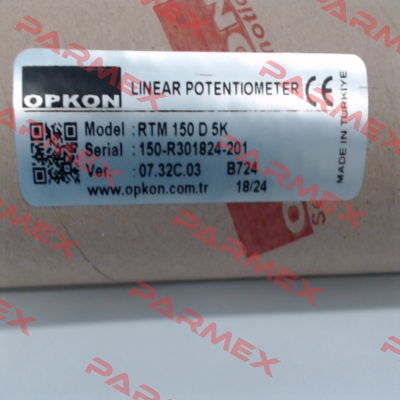 OPKON
LINEAR POTENTIOMETER CE
Model : RTM 150 D 5K
Serial : 150-R301824-201
Ver. : 07.32C.03 B724
www.opkon.com.tr 18/24
MADE IN TURKIYE
PARMEX
PARMEX
PARMEX
PARMEX
PARMEX